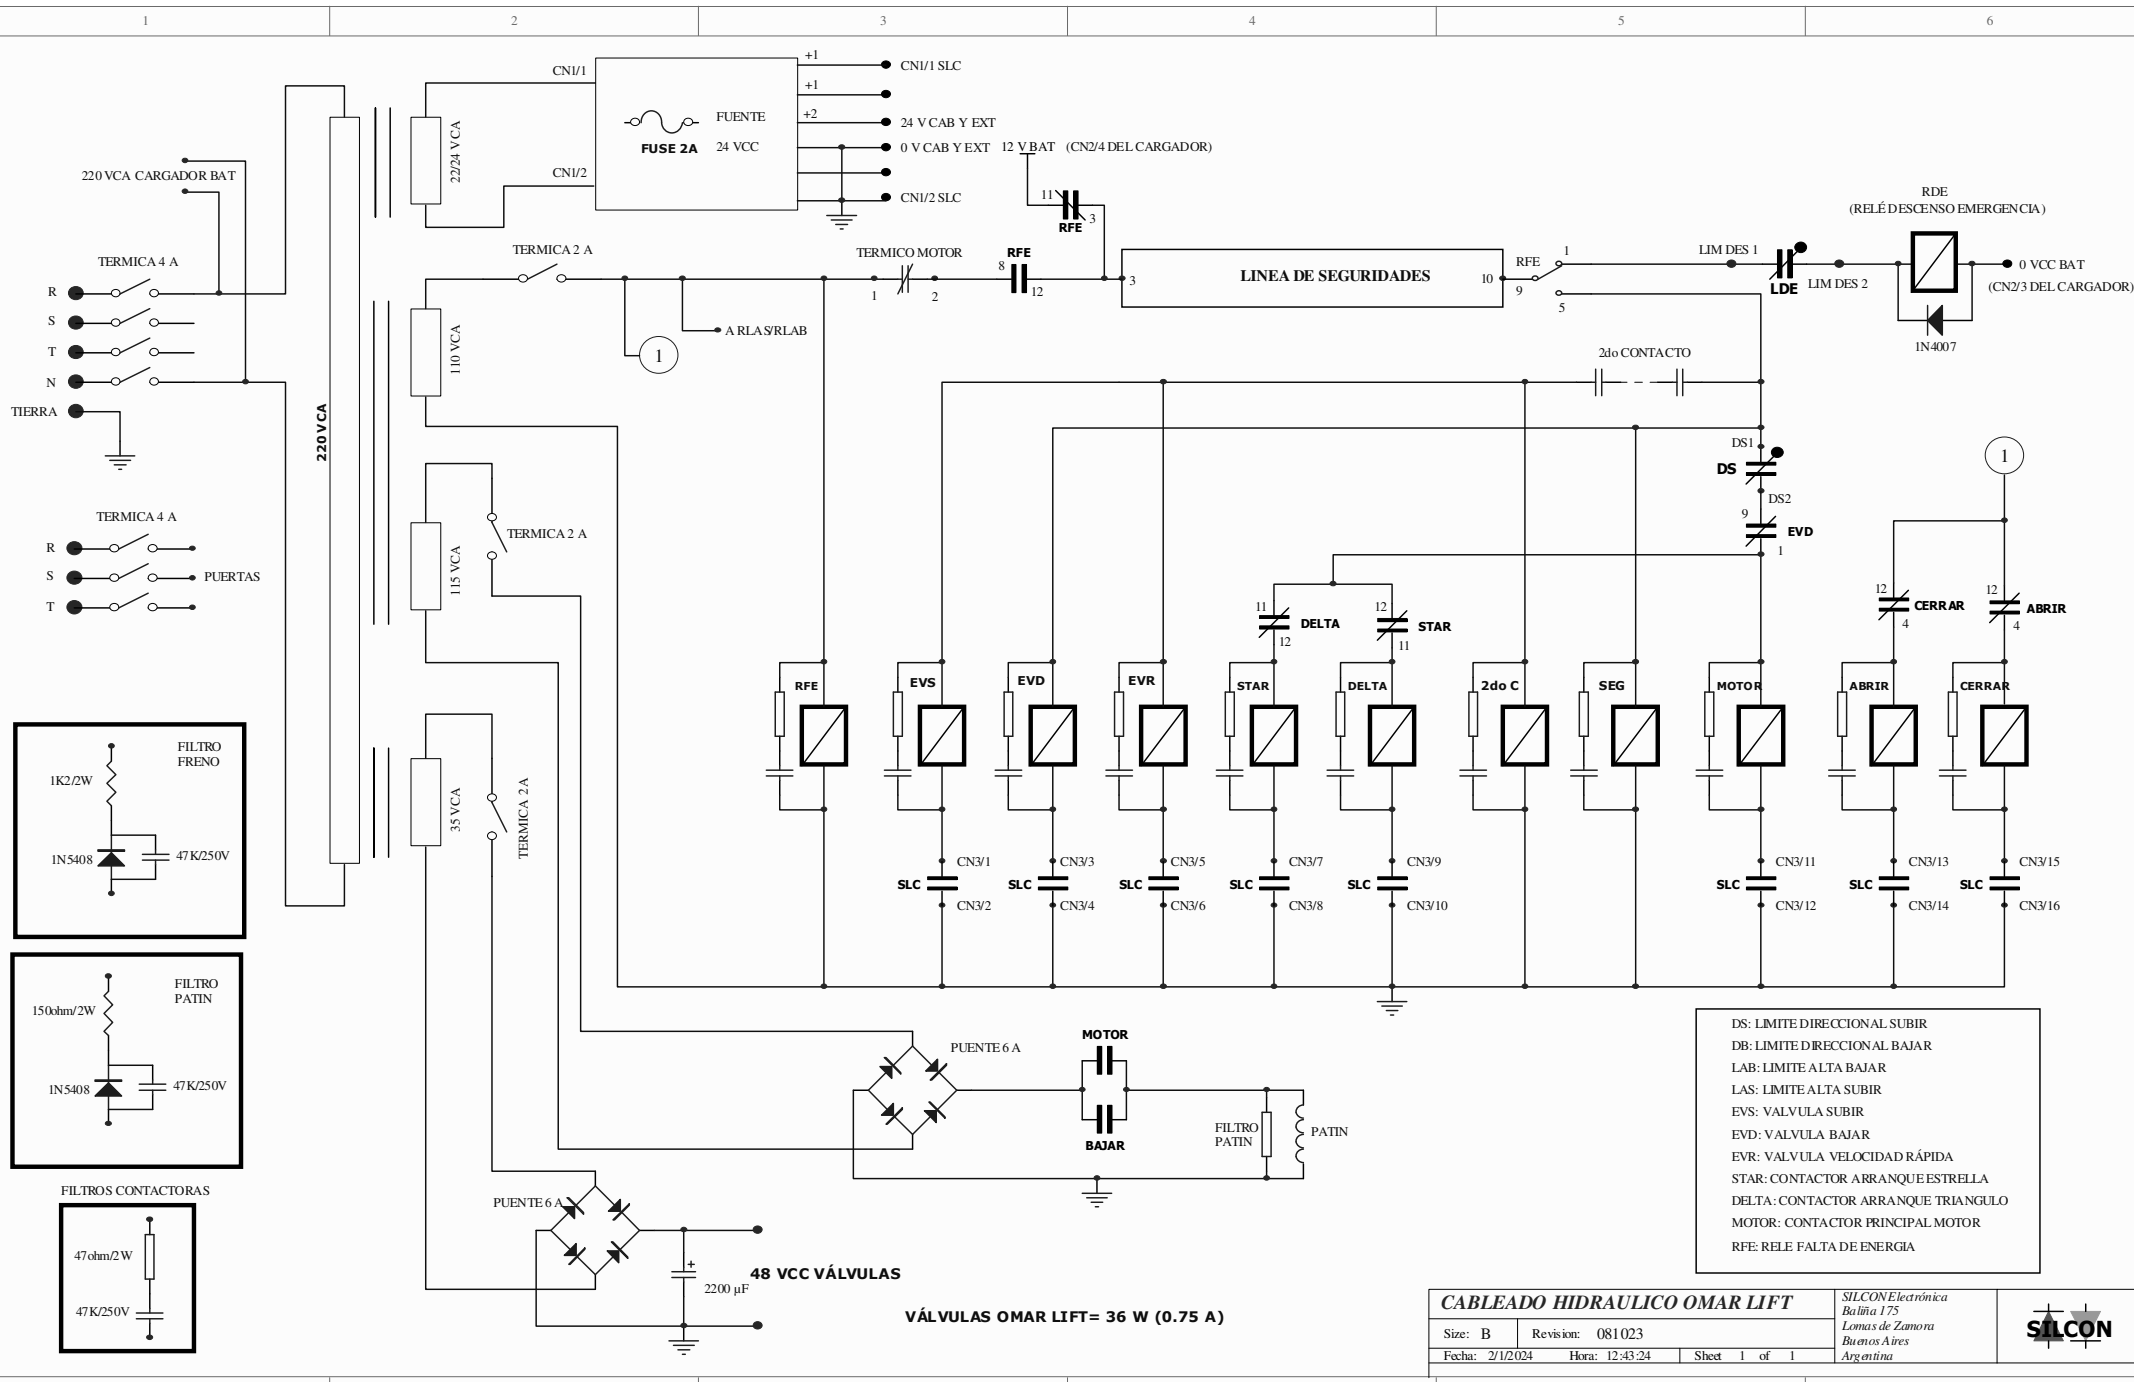 1 2 3 4 5 6
CN1/1
CN1/2
FUENTE
FUSE 2A 24 VCC
+1
+1
+2
CN1/1 SLC
24 V CAB Y EXT
0 V CAB Y EXT
CN1/2 SLC
12 V BAT (CN2/4 DEL CARGADOR)
11
3
RFE
220 VCA CARGADOR BAT
TERMICA 4 A
R
S
T
N
TIERRA
TERMICA 4 A
R
S
T
PUERTAS
220 VCA
22/24 VCA
110 VCA
115 VCA
35 VCA
TERMICA 2 A
TERMICA 2 A
TERMICA 2 A
1
A RLAS/RLAB
TERMICO MOTOR
1
2
RFE
8
12
3
LINEA DE SEGURIDADES
10
RFE
9
1
5
LIM DES 1
LDE
LIM DES 2
RDE
(RELÉ DESCENSO EMERGENCIA)
0 VCC BAT
(CN2/3 DEL CARGADOR)
1N4007
2do CONTACTO
DS1
DS
DS2
9
EVD
1
1
11
DELTA
12
12
STAR
11
12
CERRAR
4
12
ABRIR
4
RFE
EVS
EVD
EVR
STAR
DELTA
2do C
SEG
MOTOR
ABRIR
CERRAR
CN3/1
SLC
CN3/2
CN3/3
SLC
CN3/4
CN3/5
SLC
CN3/6
CN3/7
SLC
CN3/8
CN3/9
SLC
CN3/10
CN3/11
SLC
CN3/12
CN3/13
SLC
CN3/14
CN3/15
SLC
CN3/16
FILTRO
FRENO
1K2/2W
1N5408
47K/250V
FILTRO
PATIN
150ohm/2W
1N5408
47K/250V
FILTROS CONTACTORAS
47ohm/2W
47K/250V
PUENTE 6 A
MOTOR
BAJAR
FILTRO
PATIN
PATIN
PUENTE 6 A
+
2200 µF
48 VCC VÁLVULAS
VÁLVULAS OMAR LIFT= 36 W (0.75 A)
DS: LIMITE DIRECCIONAL SUBIR
DB: LIMITE DIRECCIONAL BAJAR
LAB: LIMITE ALTA BAJAR
LAS: LIMITE ALTA SUBIR
EVS: VALVULA SUBIR
EVD: VALVULA BAJAR
EVR: VALVULA VELOCIDAD RÁPIDA
STAR: CONTACTOR ARRANQUE ESTRELLA
DELTA: CONTACTOR ARRANQUE TRIANGULO
MOTOR: CONTACTOR PRINCIPAL MOTOR
RFE: RELE FALTA DE ENERGIA
CABLEADO HIDRAULICO OMAR LIFT
Size: B Revision: 081023
Fecha: 2/1/2024 Hora: 12:43:24 Sheet 1 of 1
SILCON Electrónica
Baliña 175
Lomas de Zamora
Buenos Aires
Argentina
SILCON